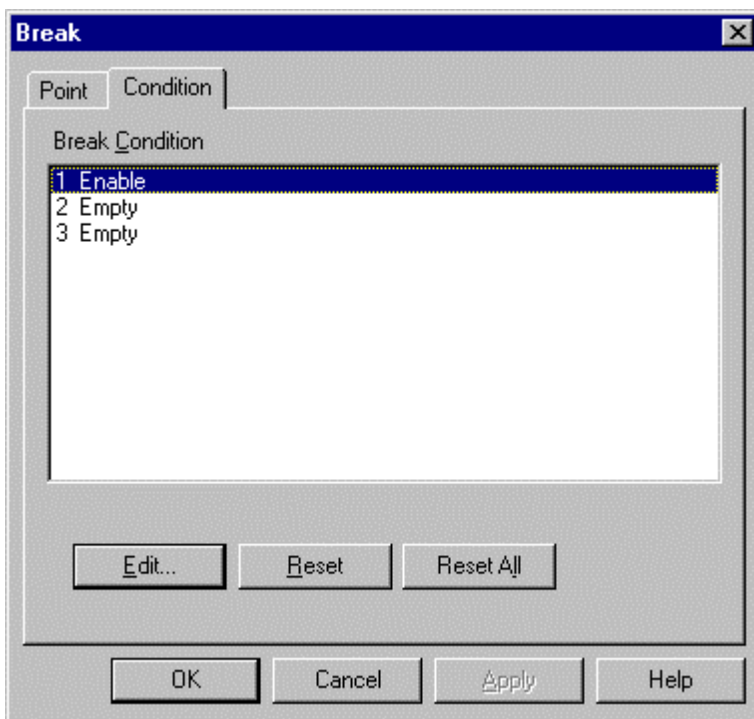 Break
Point Condition
Break Condition
1 Enable
2 Empty
3 Empty
Edit... Reset Reset All
OK Cancel Apply Help